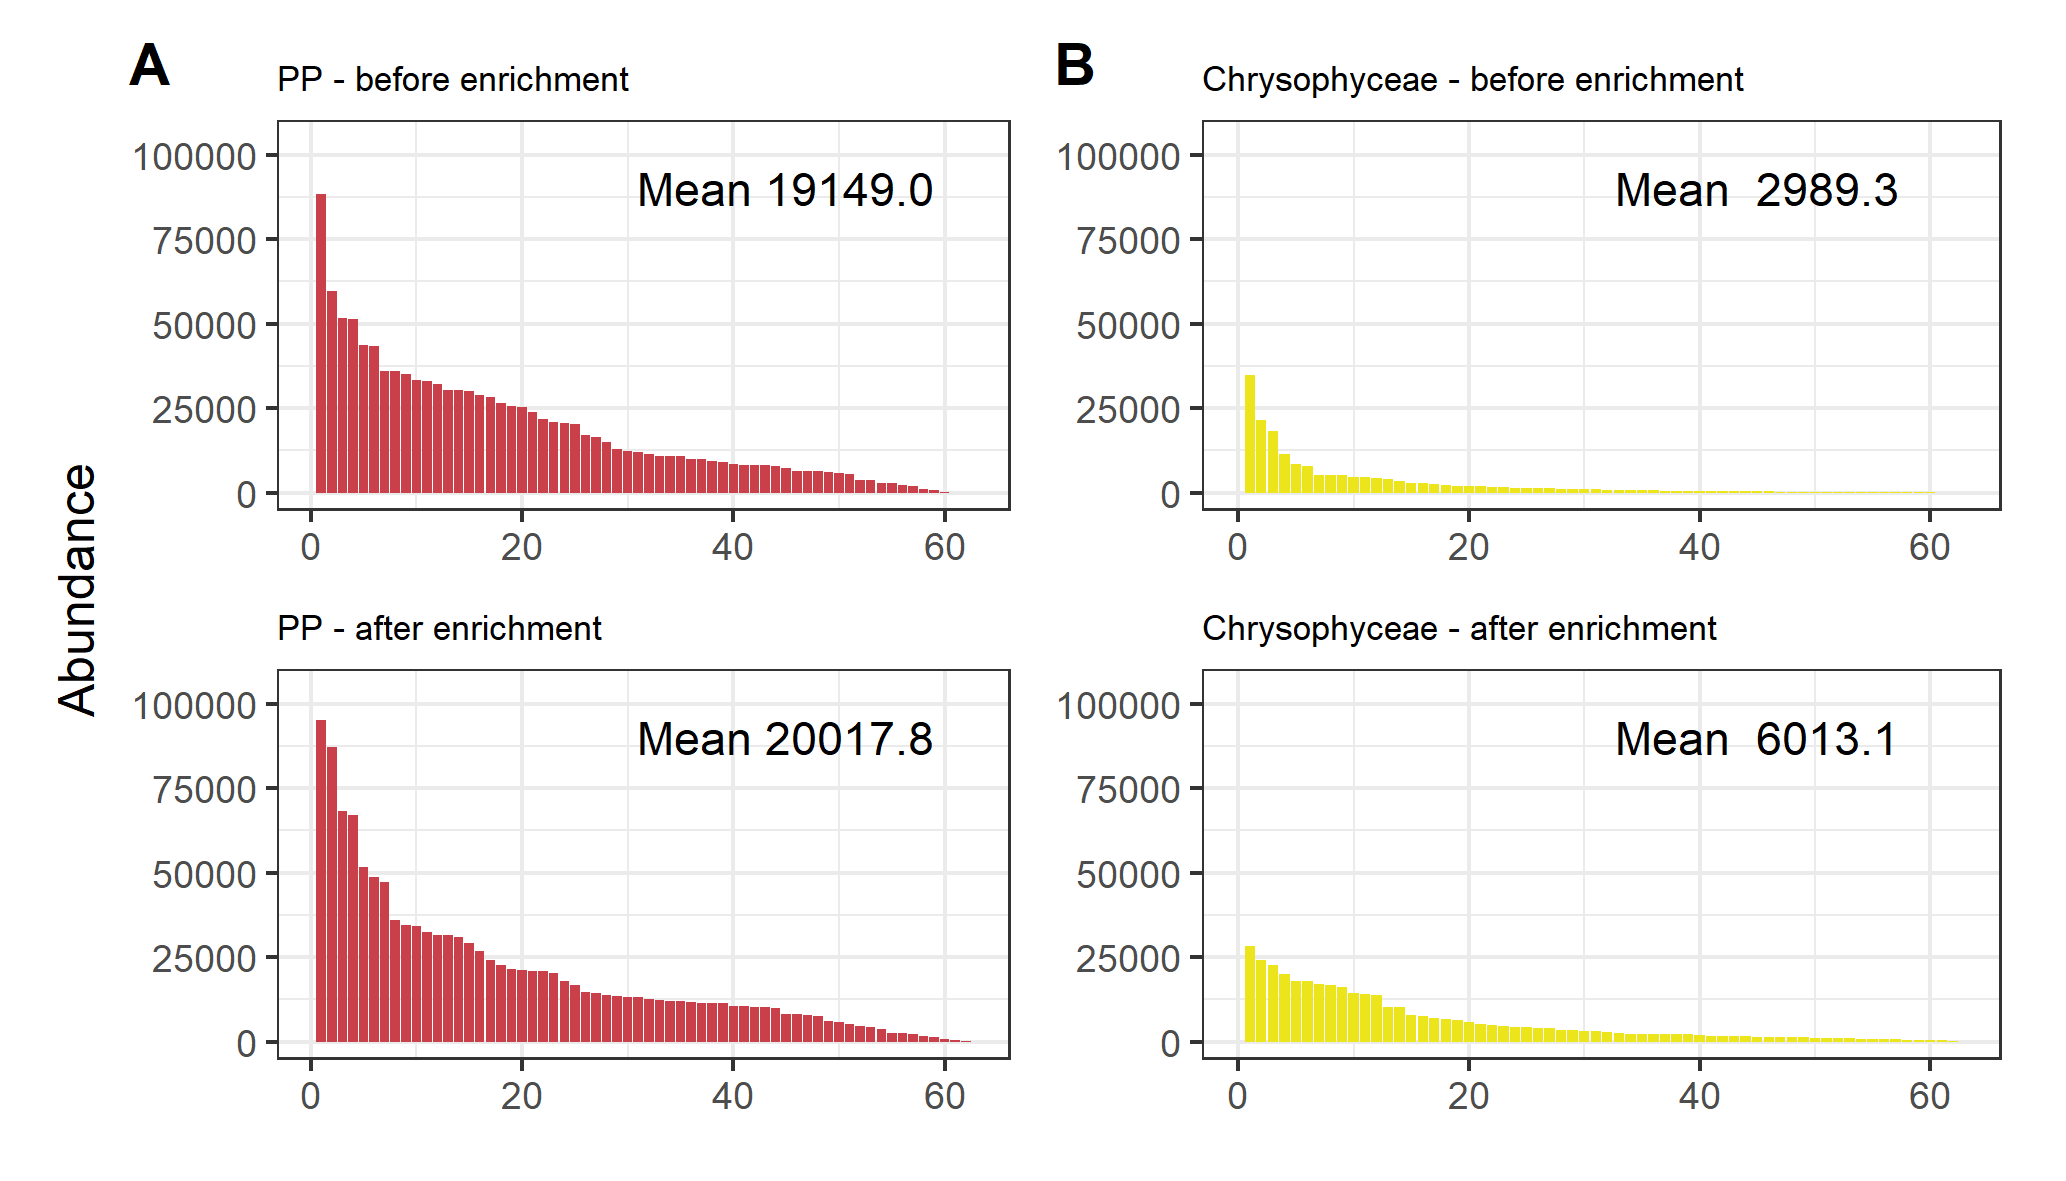 A
PP - before enrichment
100000
75000
50000
25000
0
Mean 19149.0
0 20 40 60
B
Chrysophyceae - before enrichment
100000
75000
50000
25000
0
Mean 2989.3
0 20 40 60
Abundance
PP - after enrichment
100000
75000
50000
25000
0
Mean 20017.8
0 20 40 60
Chrysophyceae - after enrichment
100000
75000
50000
25000
0
Mean 6013.1
0 20 40 60